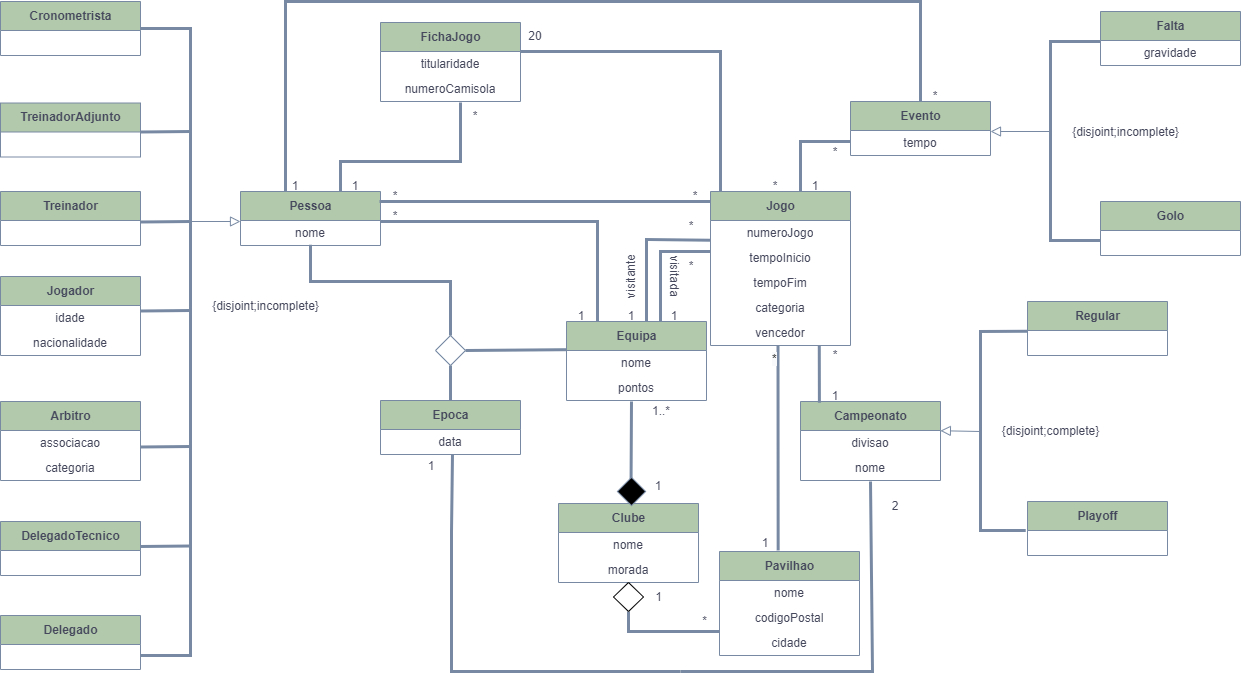 Cronometrista
TreinadorAdjunto
Treinador
Jogador
idade
nacionalidade
Arbitro
associacao
categoria
DelegadoTecnico
Delegado
{disjoint;incomplete}
FichaJogo
titularidade
numeroCamisola
20
*
1
1
Pessoa
nome
*
*
*
*
1
Jogo
numeroJogo
tempoInicio
tempoFim
categoria
vencedor
*
*
Evento
tempo
*
*
visitante
visitada
1
1
1
Equipa
nome
pontos
1..*
Epoca
data
1
1
Clube
nome
morada
1
*
*
1
Pavilhao
nome
codigoPostal
cidade
*
1
Campeonato
divisao
nome
2
Falta
gravidade
{disjoint;incomplete}
Golo
Regular
{disjoint;complete}
Playoff